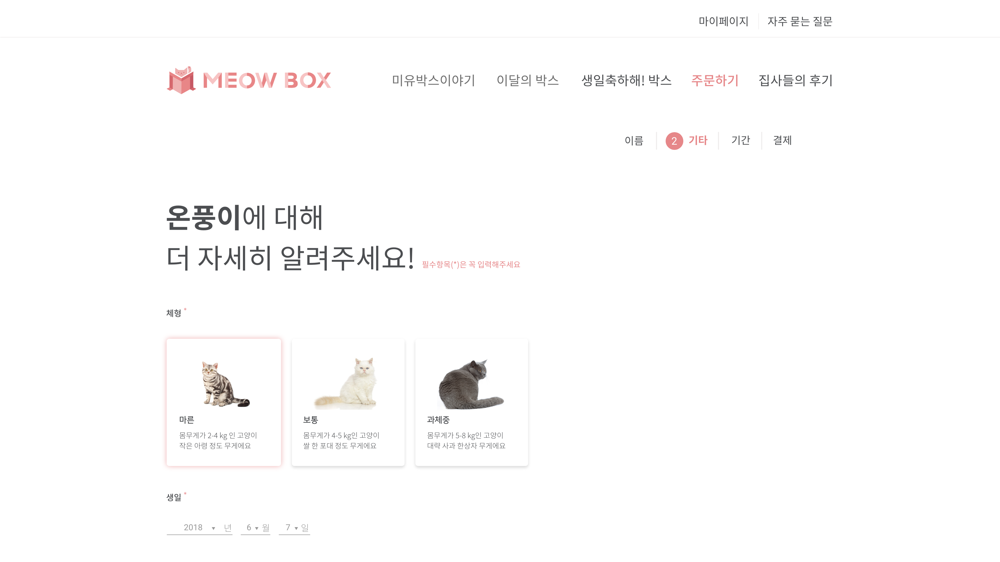 마이페이지 자주 묻는 질문
MEOW BOX 미유박스이야기 이달의 박스 생일축하해! 박스 주문하기 집사들의 후기
이름 2 기타 기간 결제
온풍이에 대해
더 자세히 알려주세요! 필수항목(*)은 꼭 입력해주세요
체형 *
마른
몸무게가 2-4 kg 인 고양이
작은 아령 정도 무게에요
보통
몸무게가 4-5 kg인 고양이
쌀 한 포대 정도 무게에요
과체중
몸무게가 5-8 kg인 고양이
대략 사과 한상자 무게에요
생일 *
2018 ▼ 년 6 ▼ 월 7 ▼ 일